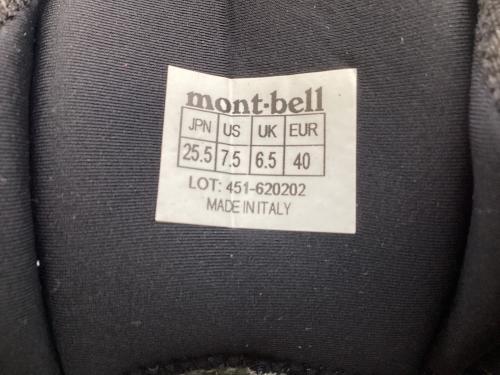 mont-bell
JPN US UK EUR
25.5 7.5 6.5 40
LOT: 451-620202
MADE IN ITALY